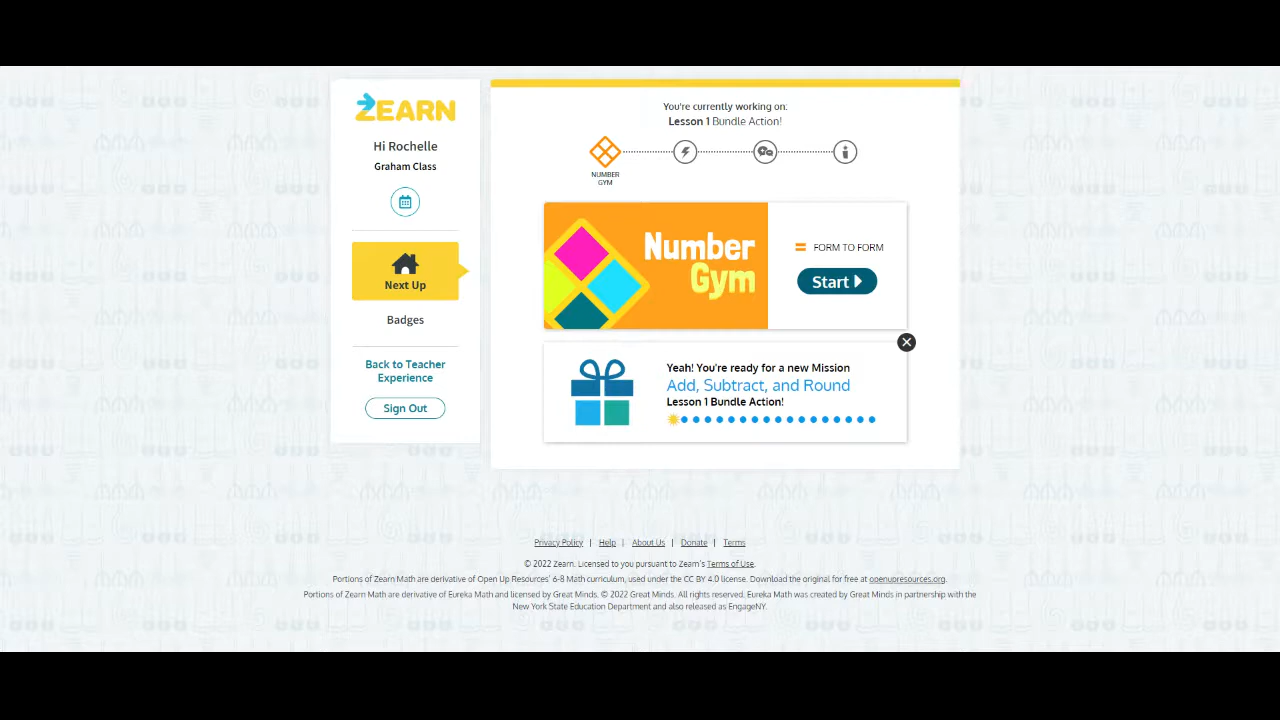 ZEARN
Hi Rochelle
Graham Class
Next Up
Badges
Back to Teacher
Experience
Sign Out
You're currently working on:
Lesson 1 Bundle Action!
NUMBER
GYM
Number
Gym
FORM TO FORM
Start
Yeah! You're ready for a new Mission
Add, Subtract, and Round
Lesson 1 Bundle Action!
Privacy Policy | Help | About Us | Donate | Terms
© 2022 Zearn. Licensed to you pursuant to Zearn's Terms of Use.
Portions of Zearn Math are derivative of Open Up Resources' 6-8 Math curriculum, used under the CC BY 4.0 license. Download the original for free at openupresources.org.
Portions of Zearn Math are derivative of Eureka Math and licensed by Great Minds. © 2022 Great Minds. All rights reserved. Eureka Math was created by Great Minds in partnership with the
New York State Education Department and also released as EngageNY.